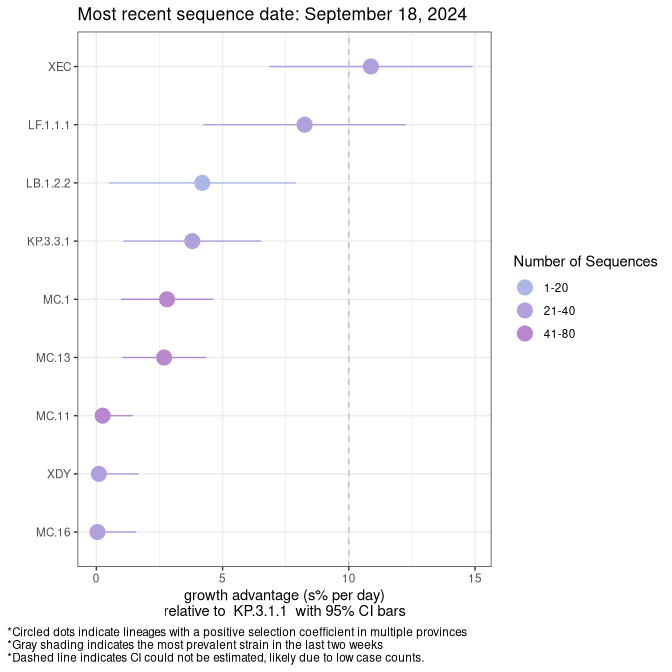 Most recent sequence date: September 18, 2024
XEC
LF.1.1.1
LB.1.2.2
KP.3.3.1
MC.1
MC.13
MC.11
XDY
MC.16
0 5 10 15
growth advantage (s% per day)
relative to KP.3.1.1 with 95% CI bars
Number of Sequences
1-20
21-40
41-80
*Circled dots indicate lineages with a positive selection coefficient in multiple provinces
*Gray shading indicates the most prevalent strain in the last two weeks
*Dashed line indicates CI could not be estimated, likely due to low case counts.